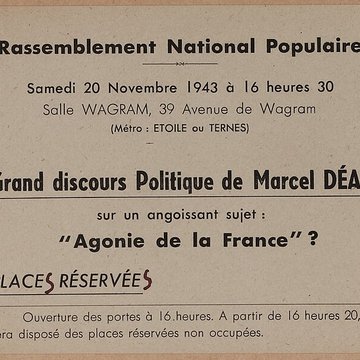 Rassemblement National Populaire
Samedi 20 Novembre 1943 à 16 heures 30
Salle WAGRAM, 39 Avenue de Wagram
(Métro : ETOILE ou TERNES)
Grand discours Politique de Marcel DÉA
sur un angoissant sujet :
"Agonie de la France" ?
PLACES RÉSERVÉES
Ouverture des portes à 16.heures. A partir de 16 heures 20,
era disposé des places réservées non occupées.